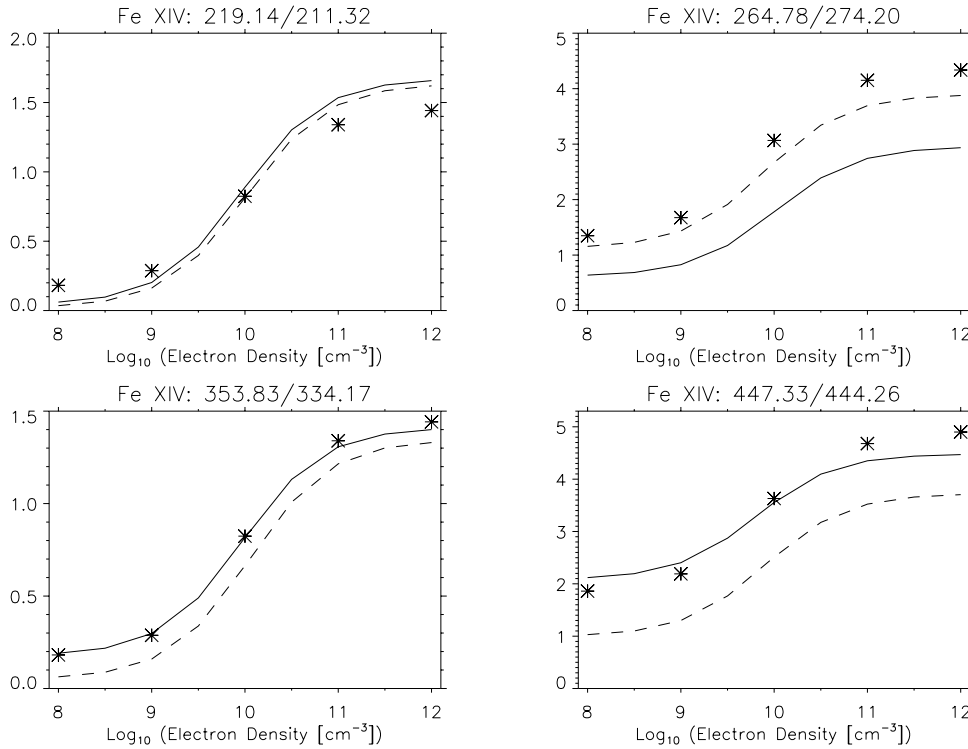 Fe XIV: 219.14/211.32
2.0
1.5
1.0
0.5
0.0
8 9 10 11 12
Log₁₀ (Electron Density [cm⁻³])
Fe XIV: 264.78/274.20
5
4
3
2
1
0
8 9 10 11 12
Log₁₀ (Electron Density [cm⁻³])
Fe XIV: 353.83/334.17
1.5
1.0
0.5
0.0
8 9 10 11 12
Log₁₀ (Electron Density [cm⁻³])
Fe XIV: 447.33/444.26
5
4
3
2
1
0
8 9 10 11 12
Log₁₀ (Electron Density [cm⁻³])